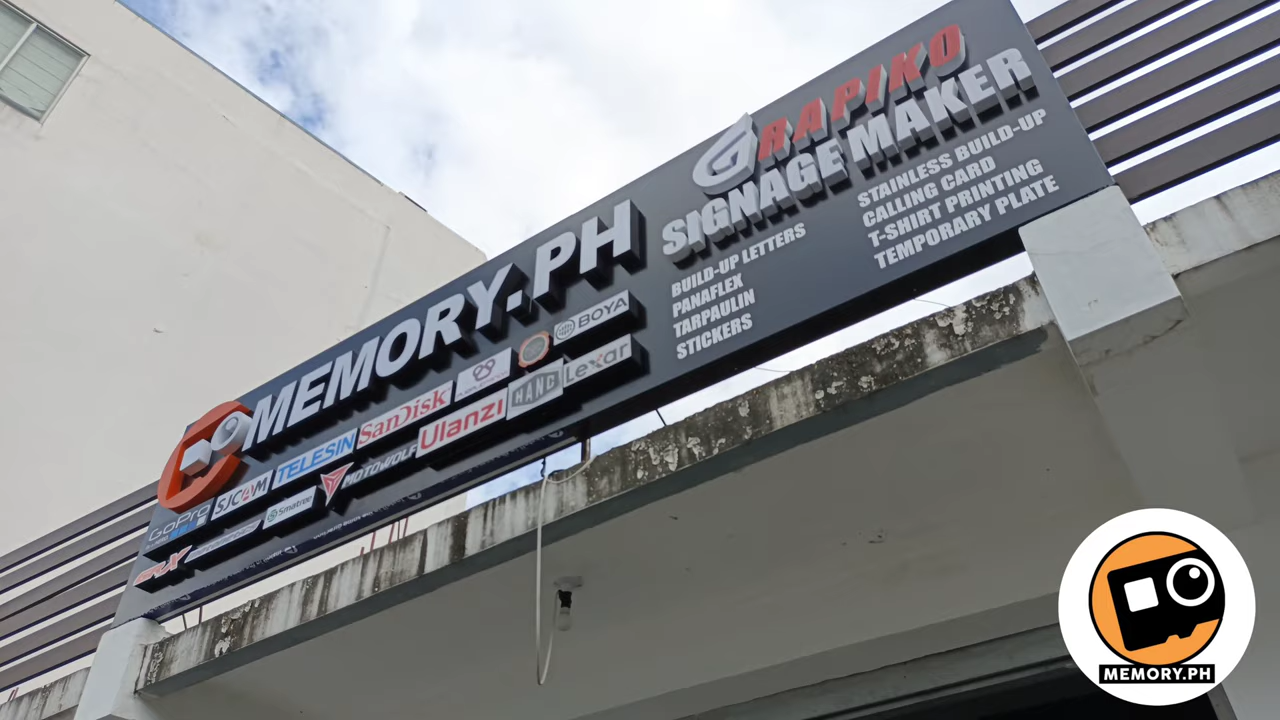 MEMORY.PH
BOYA
TELESIN
SanDisk
GoPro
SJCAM
Smatree
MOTOWOLF
Ulanzi
Lexar
GRAPIKO
SIGNAGE MAKER
BUILD-UP LETTERS
PANAFLEX
TARPAULIN
STICKERS
STAINLESS BUILD-UP
CALLING CARD
T-SHIRT PRINTING
TEMPORARY PLATE
MEMORY.PH